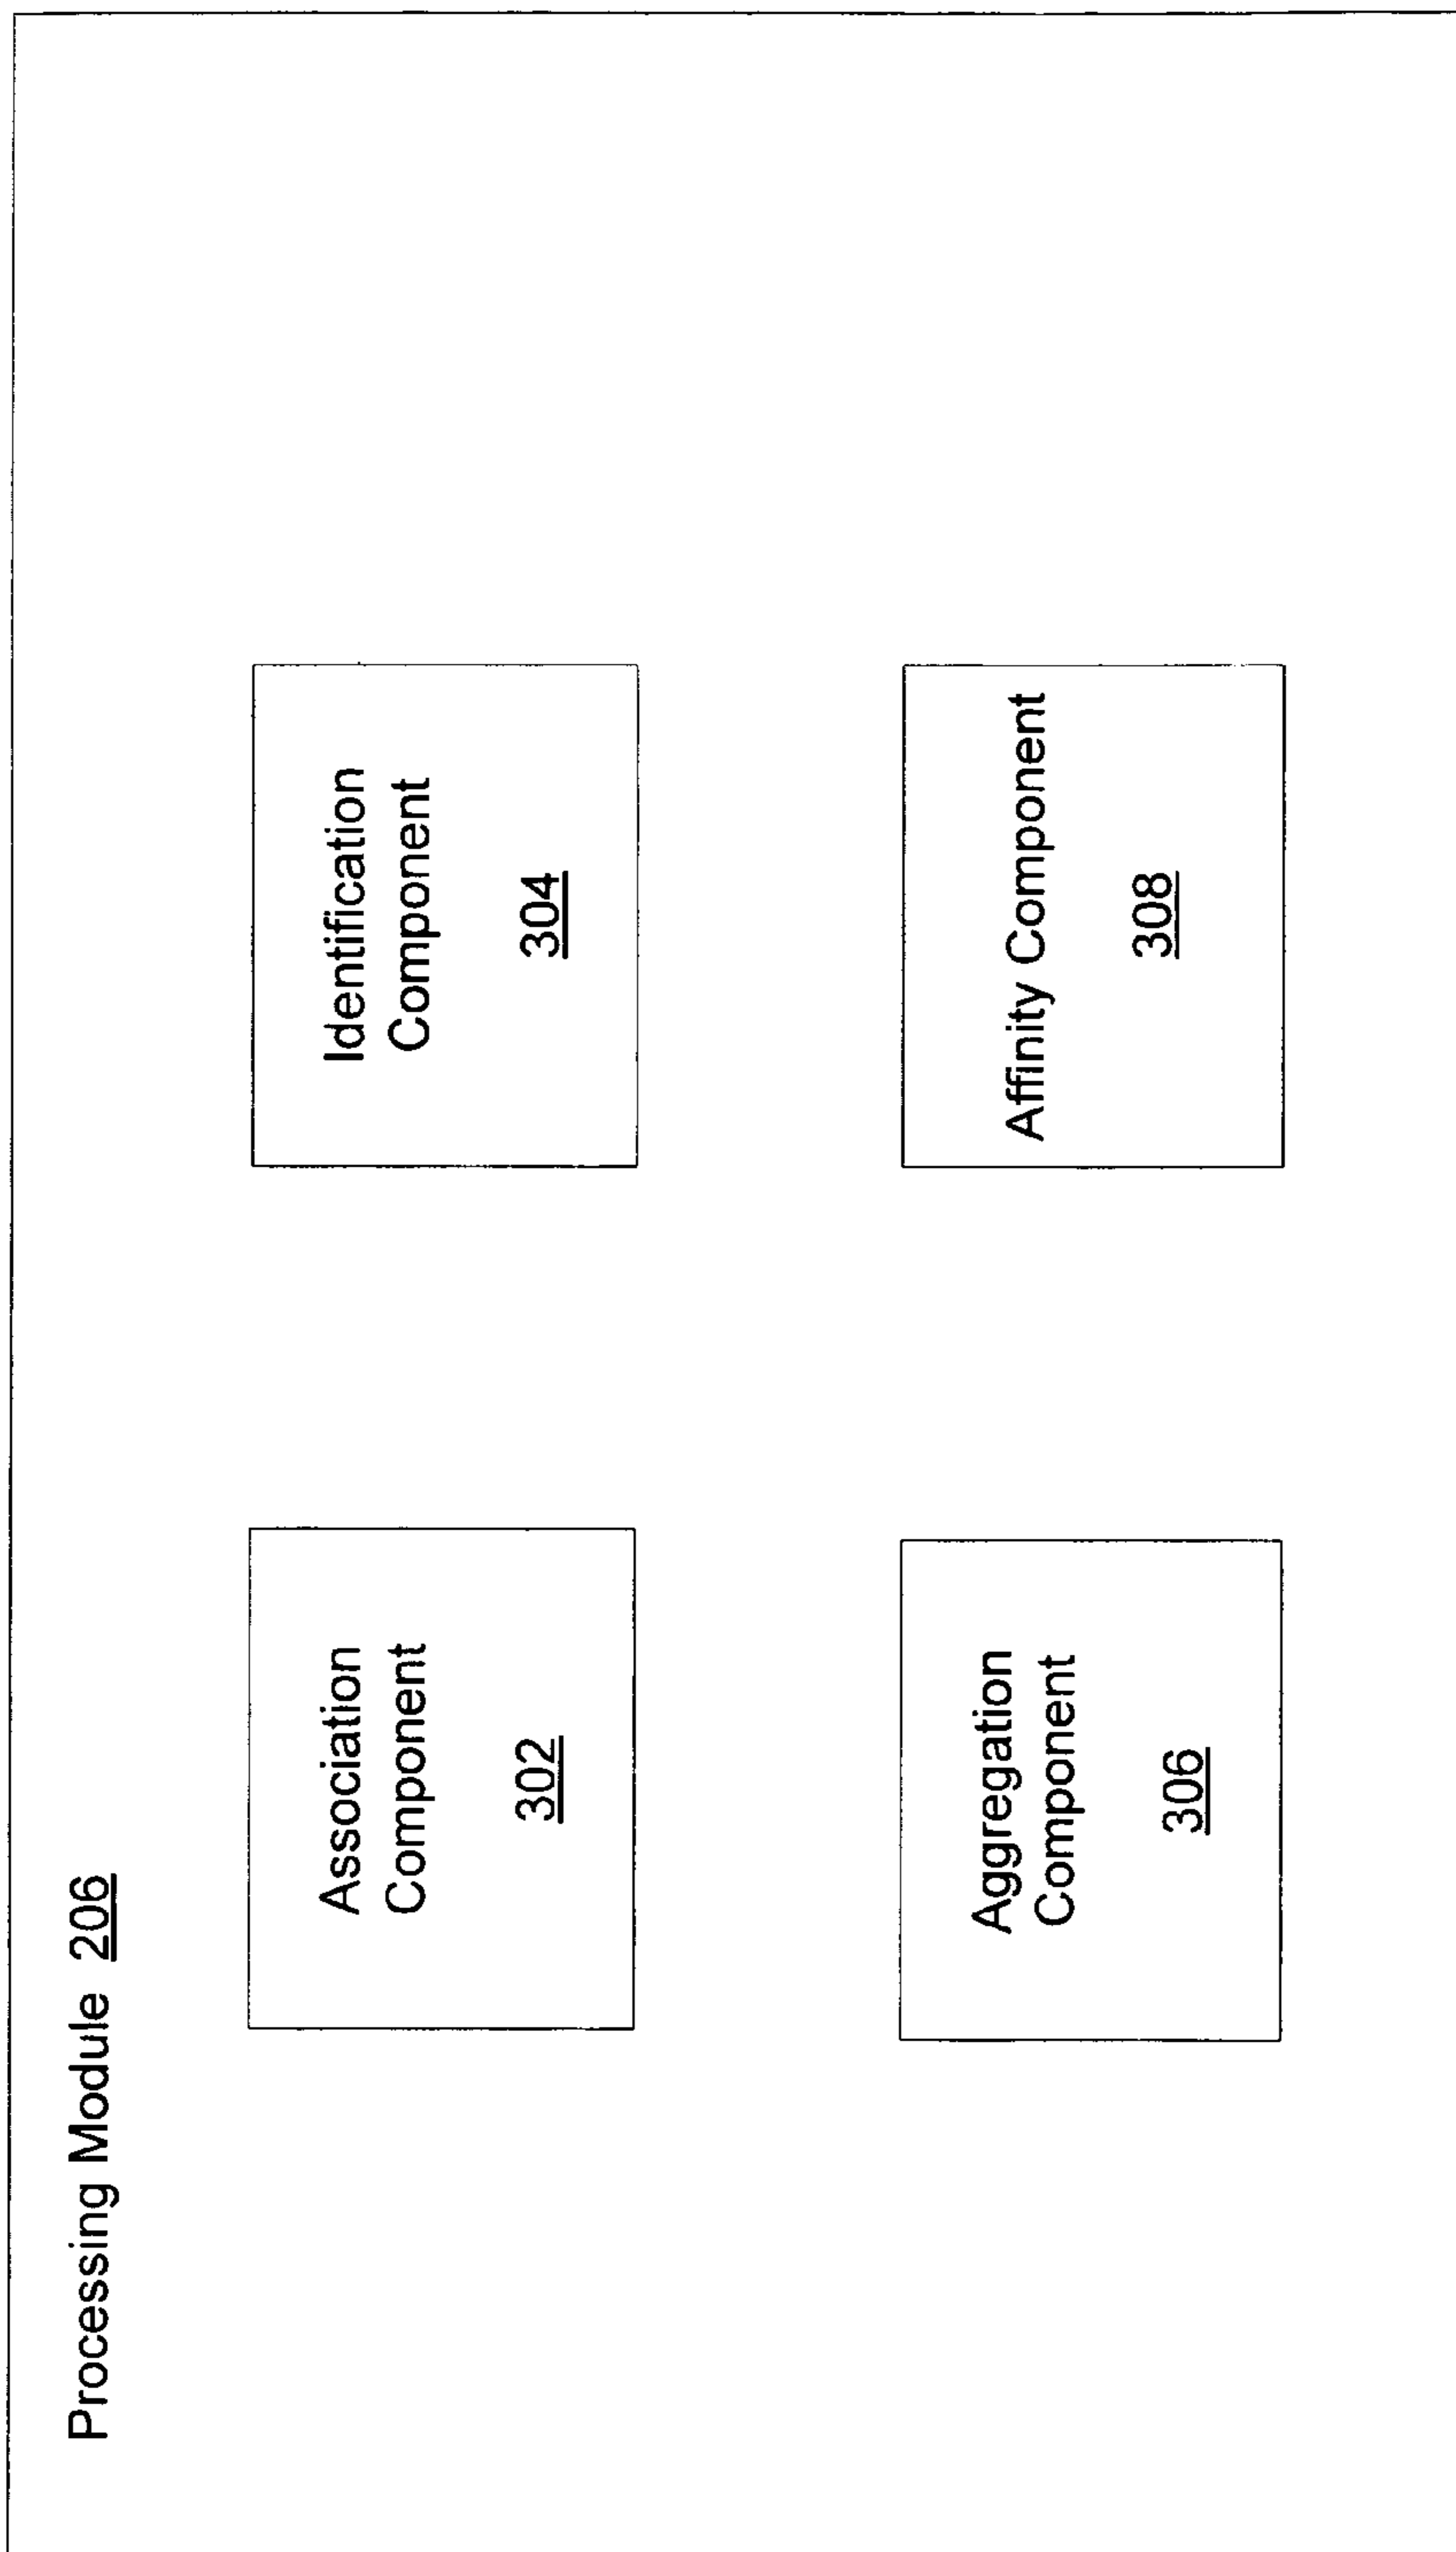 Processing Module 206
Association
Component
302
Identification
Component
304
Aggregation
Component
306
Affinity Component
308